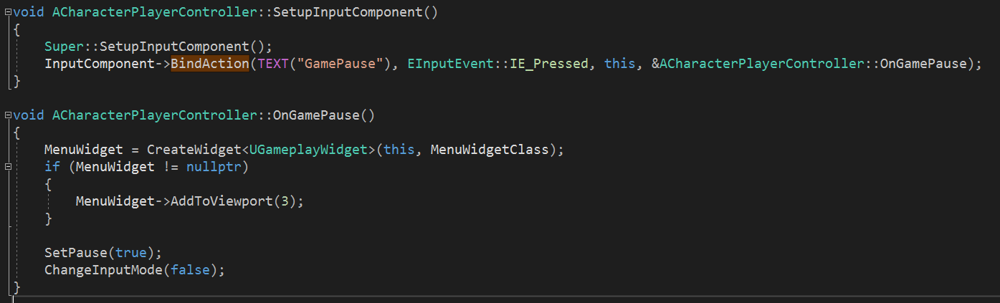 void ACharacterPlayerController::SetupInputComponent()
{
    Super::SetupInputComponent();
    InputComponent->BindAction(TEXT("GamePause"), EInputEvent::IE_Pressed, this, &ACharacterPlayerController::OnGamePause);
}
void ACharacterPlayerController::OnGamePause()
{
    MenuWidget = CreateWidget<UGameplayWidget>(this, MenuWidgetClass);
    if (MenuWidget != nullptr)
    {
        MenuWidget->AddToViewport(3);
    }
    SetPause(true);
    ChangeInputMode(false);
}